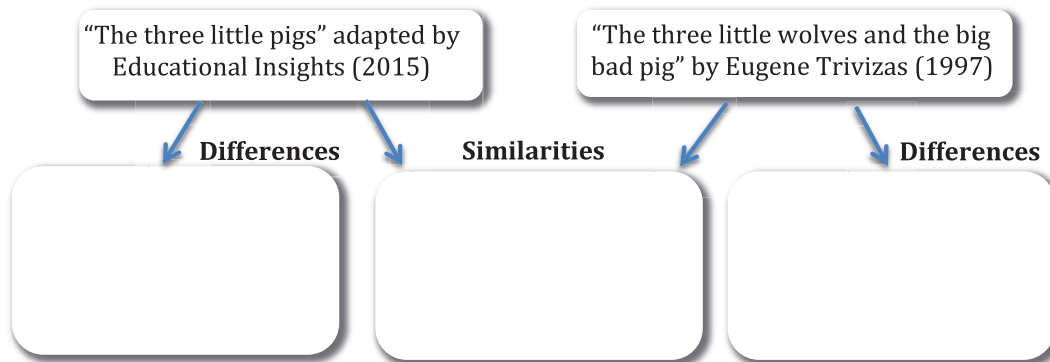 “The three little pigs” adapted by
Educational Insights (2015)
“The three little wolves and the big
bad pig” by Eugene Trivizas (1997)
Differences
Similarities
Differences